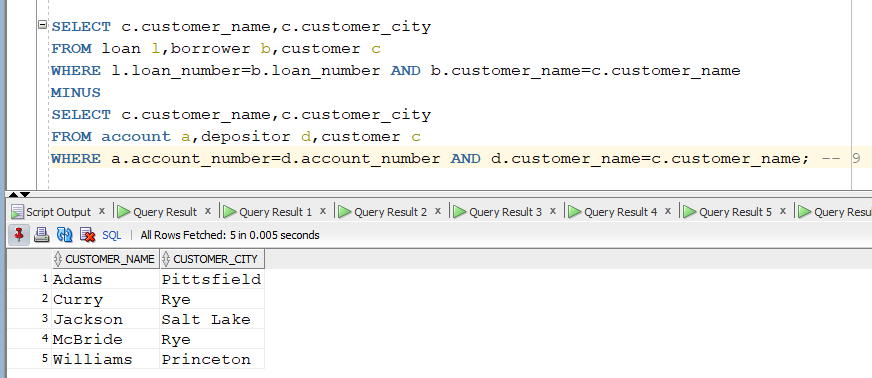 SELECT c.customer_name,c.customer_city
FROM loan l,borrower b,customer c
WHERE l.loan_number=b.loan_number AND b.customer_name=c.customer_name
MINUS
SELECT c.customer_name,c.customer_city
FROM account a,depositor d,customer c
WHERE a.account_number=d.account_number AND d.customer_name=c.customer_name; -- 9
Script Output x Query Result x Query Result 1 x Query Result 2 x Query Result 3 x Query Result 4 x Query Result 5 x Query Resu
SQL | All Rows Fetched: 5 in 0.005 seconds
CUSTOMER_NAME CUSTOMER_CITY
1 Adams Pittsfield
2 Curry Rye
3 Jackson Salt Lake
4 McBride Rye
5 Williams Princeton